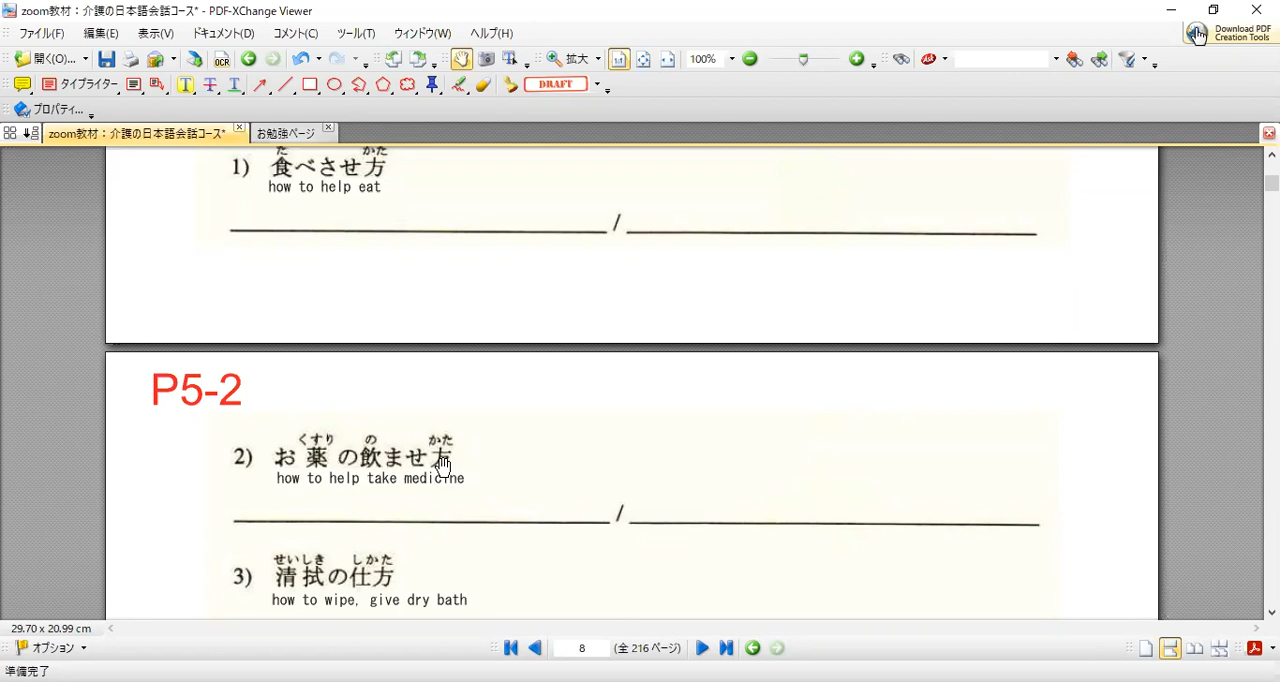 zoom教材：介護の日本語会話コース* - PDF-XChange Viewer
ファイル(F) 編集(E) 表示(V) ドキュメント(D) コメント(C) ツール(T) ウィンドウ(W) ヘルプ(H)
Download PDF
Creation Tools
開く(O)... OCR 拡大 100%
タイプライター T T T DRAFT
プロパティ...
zoom教材：介護の日本語会話コース* お勉強ページ
た かた
1) 食べさせ方
how to help eat
/
P5-2
くすり の かた
2) お薬の飲ませ方
how to help take medicine
/
せいしき しかた
3) 清拭の仕方
how to wipe, give dry bath
29.70 x 20.99 cm
オプション 8 (全 216 ページ)
準備完了